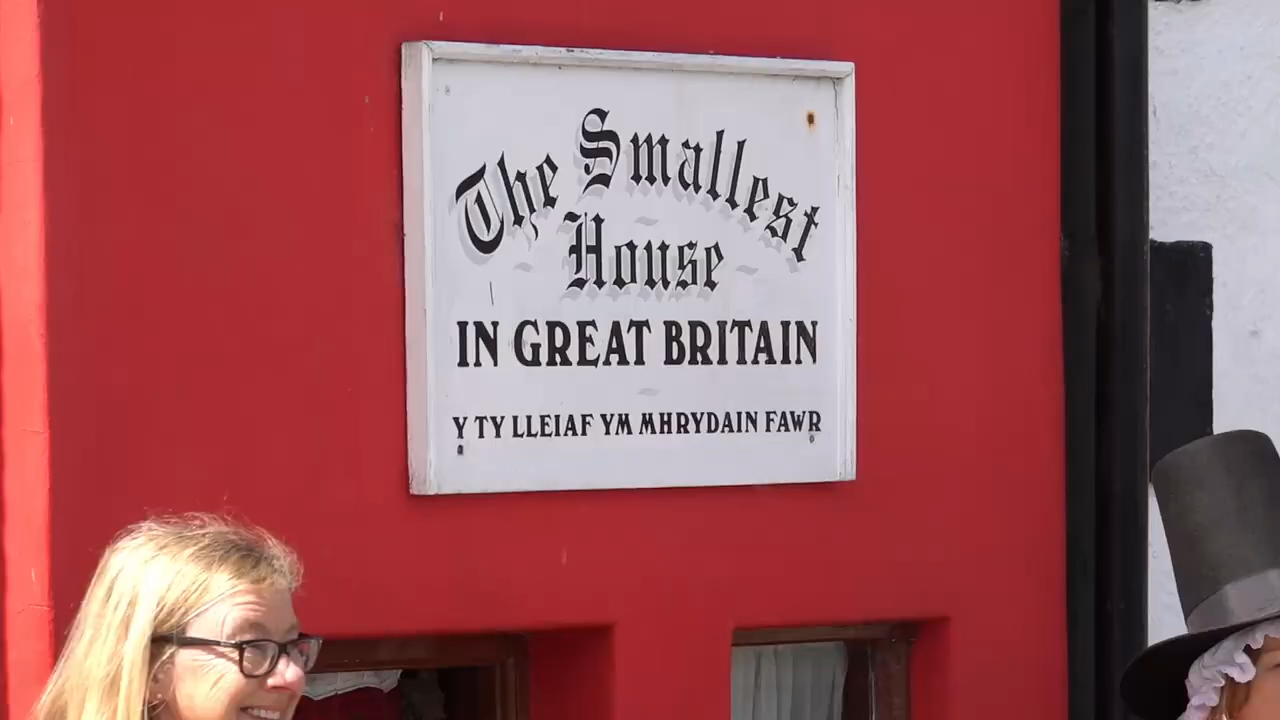 The Smallest
House
IN GREAT BRITAIN
Y TY LLEIAF YM MHRYDAIN FAWR